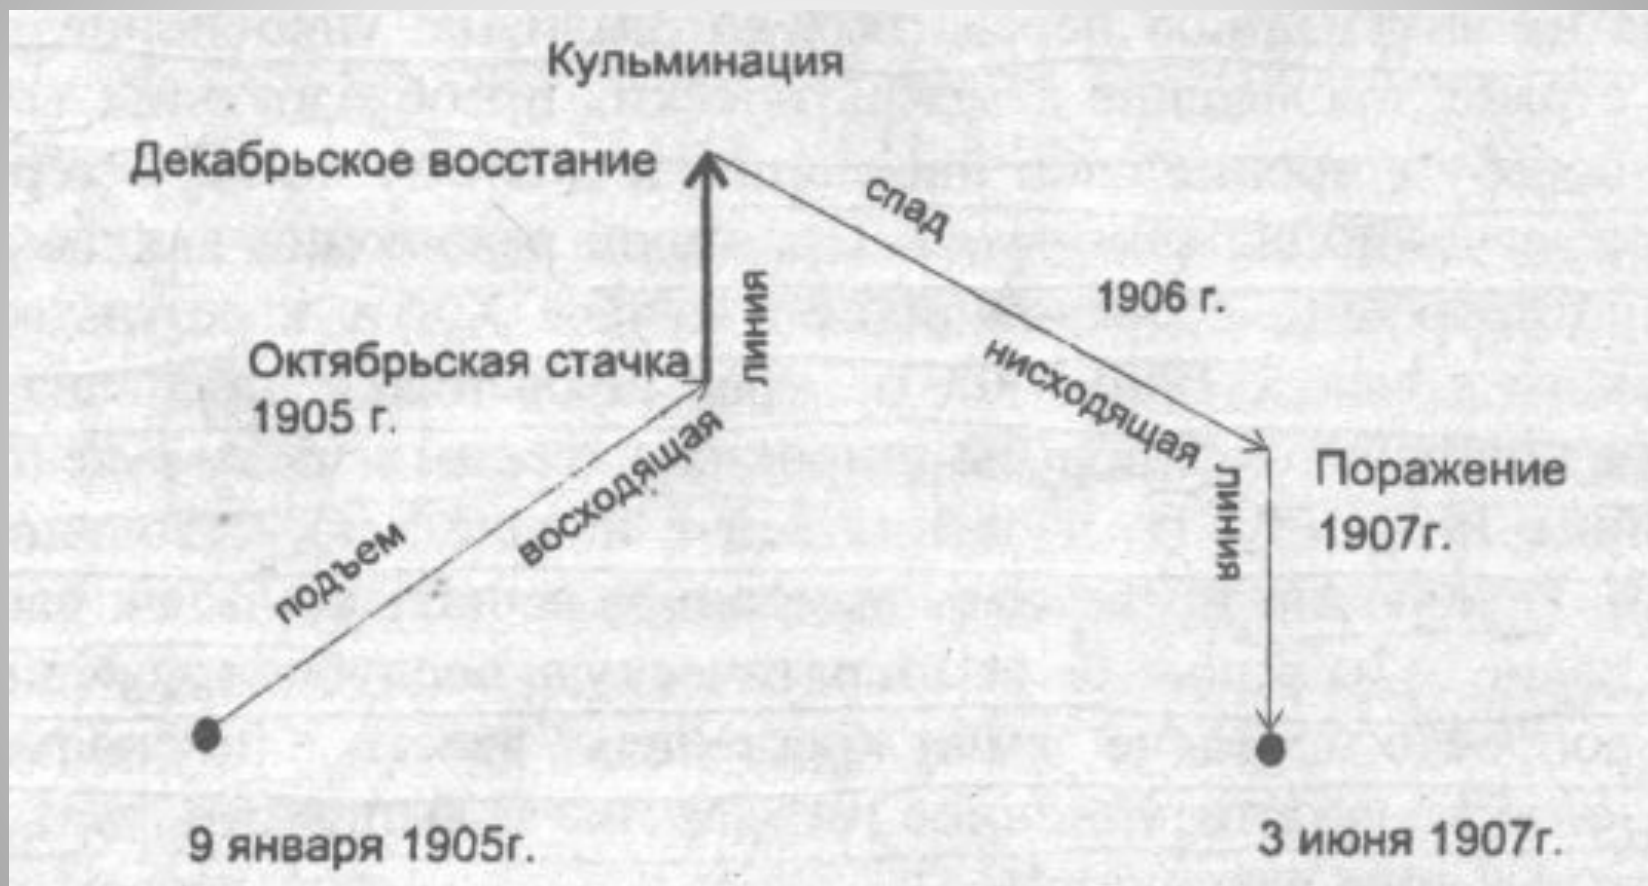 Кульминация
Декабрьское восстание
спад
линия
1906 г.
Октябрьская стачка
1905 г.
нисходящая
восходящая
линия
Поражение
1907г.
подъем
9 января 1905г.
3 июня 1907г.